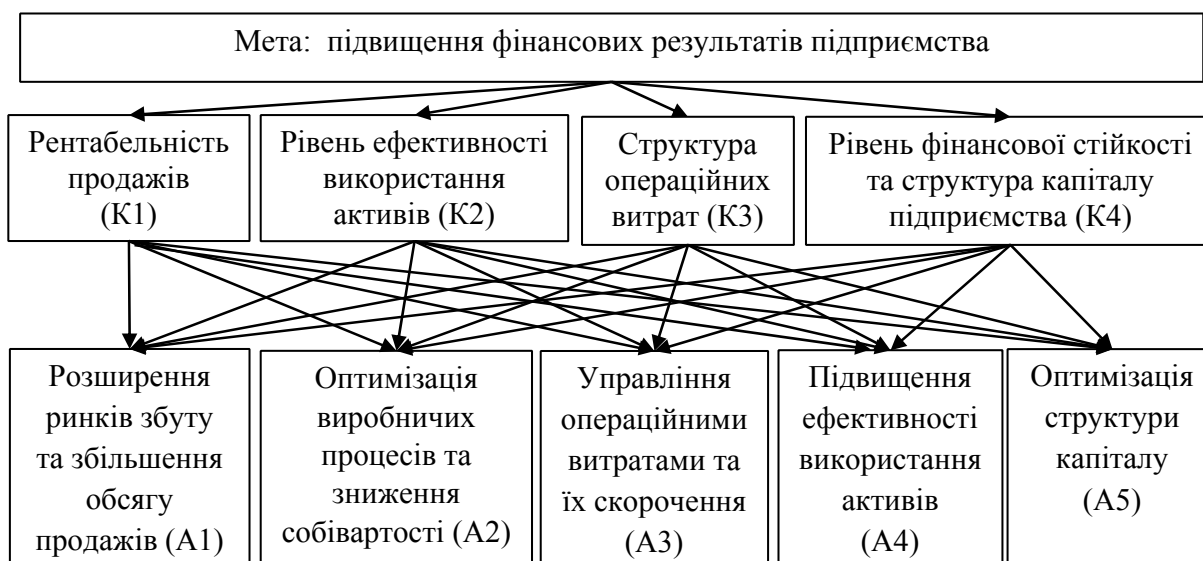 Мета: підвищення фінансових результатів підприємства
Рентабельність
продажів
(К1)
Рівень ефективності
використання
активів (К2)
Структура
операційних
витрат (К3)
Рівень фінансової стійкості
та структура капіталу
підприємства (К4)
Розширення
ринків збуту
та збільшення
обсягу
продажів (А1)
Оптимізація
виробничих
процесів та
зниження
собівартості (А2)
Управління
операційними
витратами та
їх скорочення
(А3)
Підвищення
ефективності
використання
активів
(А4)
Оптимізація
структури
капіталу
(А5)